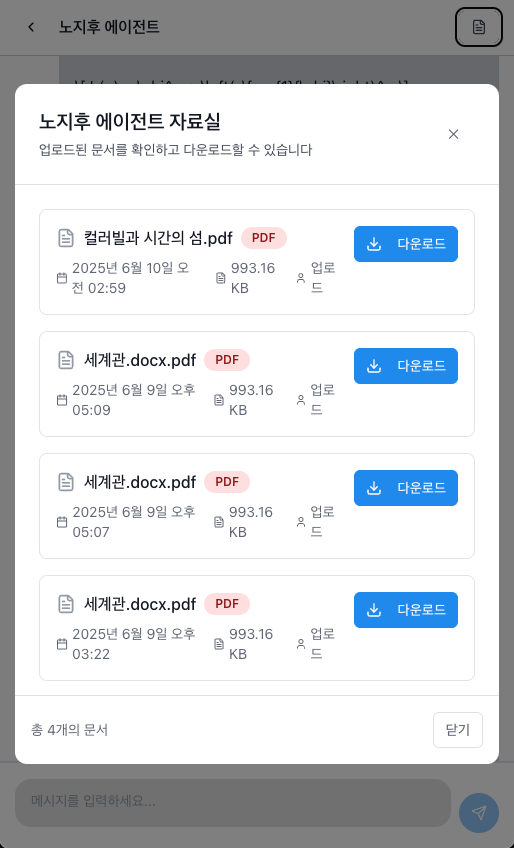 노지후 에이전트
노지후 에이전트 자료실
업로드된 문서를 확인하고 다운로드할 수 있습니다
컬러빌과 시간의 섬.pdf PDF 다운로드
2025년 6월 10일 오 993.16 업로
전 02:59 KB 드
세계관.docx.pdf PDF 다운로드
2025년 6월 9일 오후 993.16 업로
05:09 KB 드
세계관.docx.pdf PDF 다운로드
2025년 6월 9일 오후 993.16 업로
05:07 KB 드
세계관.docx.pdf PDF 다운로드
2025년 6월 9일 오후 993.16 업로
03:22 KB 드
총 4개의 문서 닫기
메시지를 입력하세요...